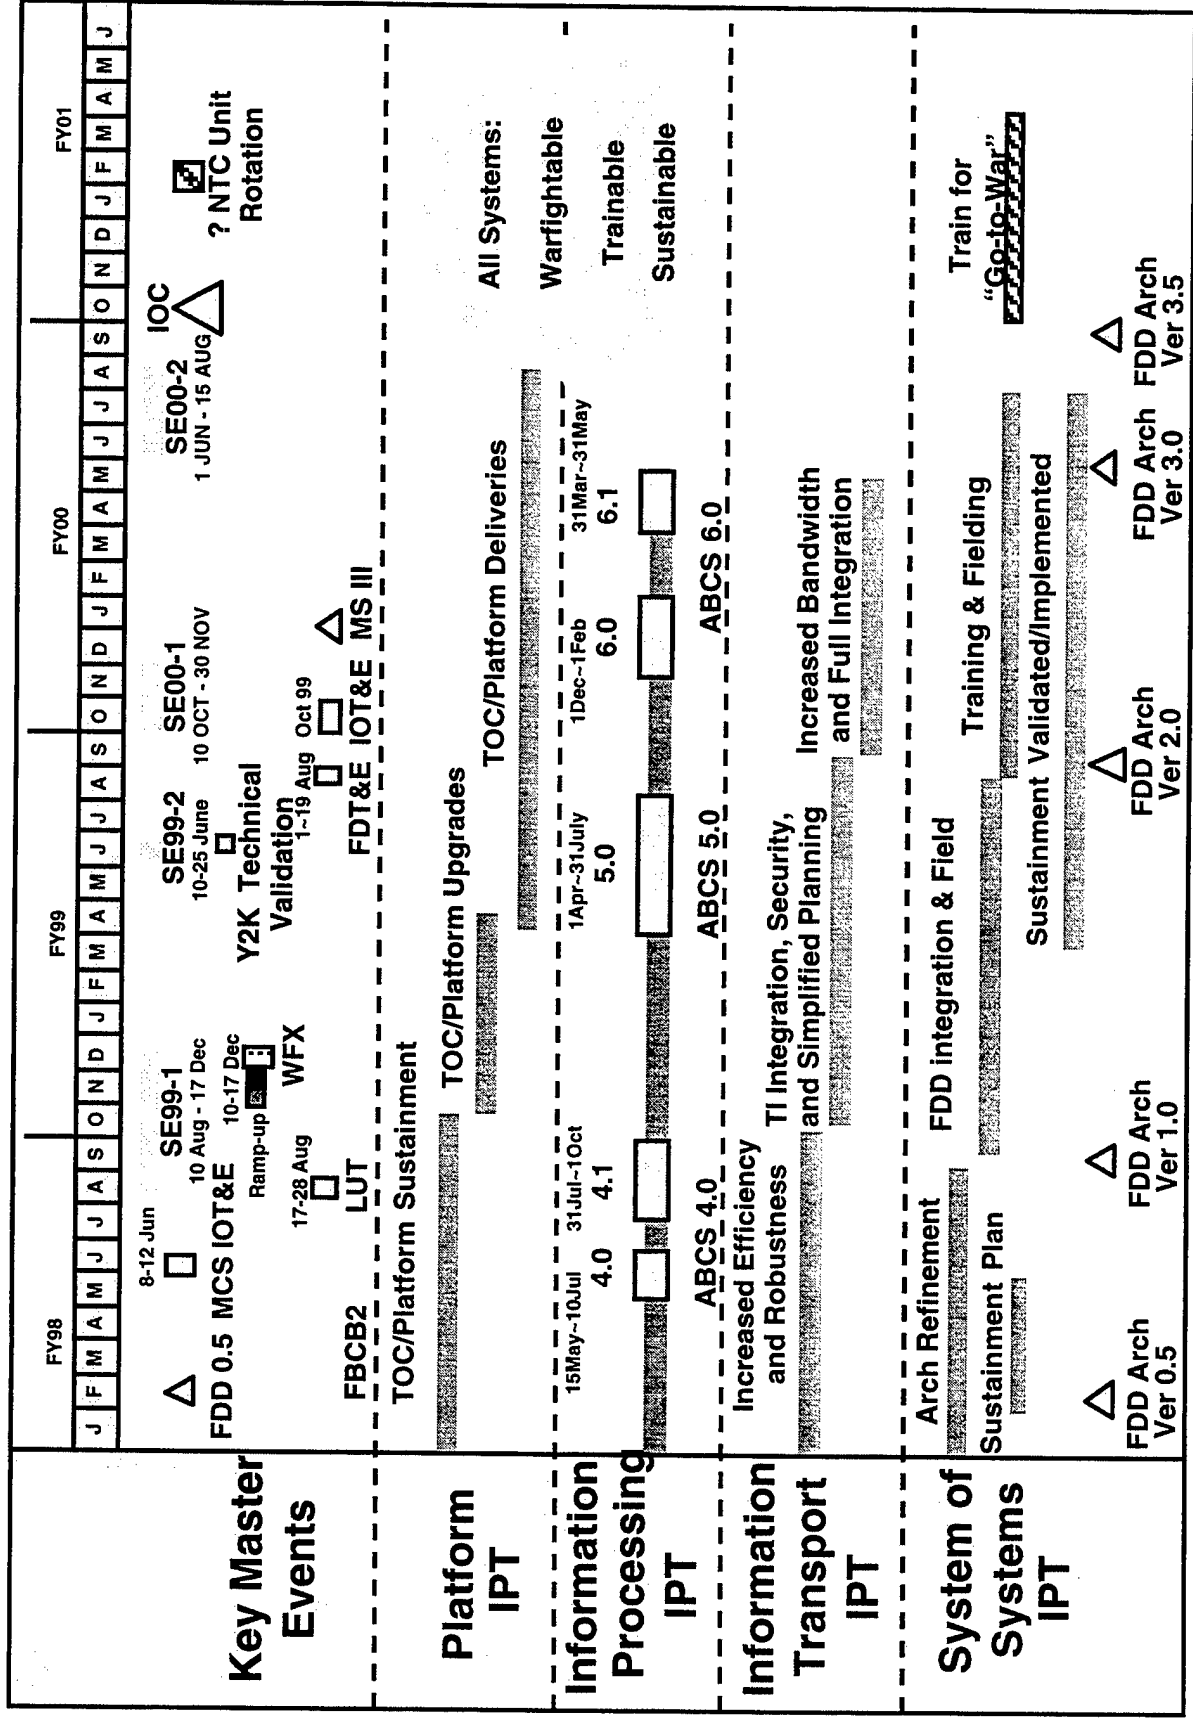 FY98
FY99
FY00
FY01
J F M A M J J A S O N D J F M A M J J A S O N D J F M A M J J A S O N D J F M A M J
Key Master
Events
8-12 Jun
FDD 0.5
MCS IOT&E
SE99-1
10 Aug - 17 Dec
10-17 Dec
Ramp-up
WFX
17-28 Aug
LUT
FBCB2
SE99-2
10-25 June
Y2K Technical
Validation
1~19 Aug
FDT&E
Oct 99
IOT&E
MS III
SE00-1
10 OCT - 30 NOV
SE00-2
1 JUN - 15 AUG
IOC
? NTC Unit
Rotation
Platform
IPT
TOC/Platform Sustainment
TOC/Platform Upgrades
TOC/Platform Deliveries
All Systems:
Warfightable
Trainable
Sustainable
Information
Processing
IPT
15May~10Jul
4.0
31Jul~1Oct
4.1
1Apr~31July
5.0
1Dec~1Feb
6.0
31Mar~31May
6.1
ABCS 4.0
ABCS 5.0
ABCS 6.0
Information
Transport
IPT
Increased Efficiency
and Robustness
TI Integration, Security,
and Simplified Planning
Increased Bandwidth
and Full Integration
System of
Systems
IPT
Arch Refinement
Sustainment Plan
FDD integration & Field
Training & Fielding
Sustainment Validated/Implemented
Train for
"Go-to-War"
FDD Arch
Ver 0.5
FDD Arch
Ver 1.0
FDD Arch
Ver 2.0
FDD Arch
Ver 3.0
FDD Arch
Ver 3.5